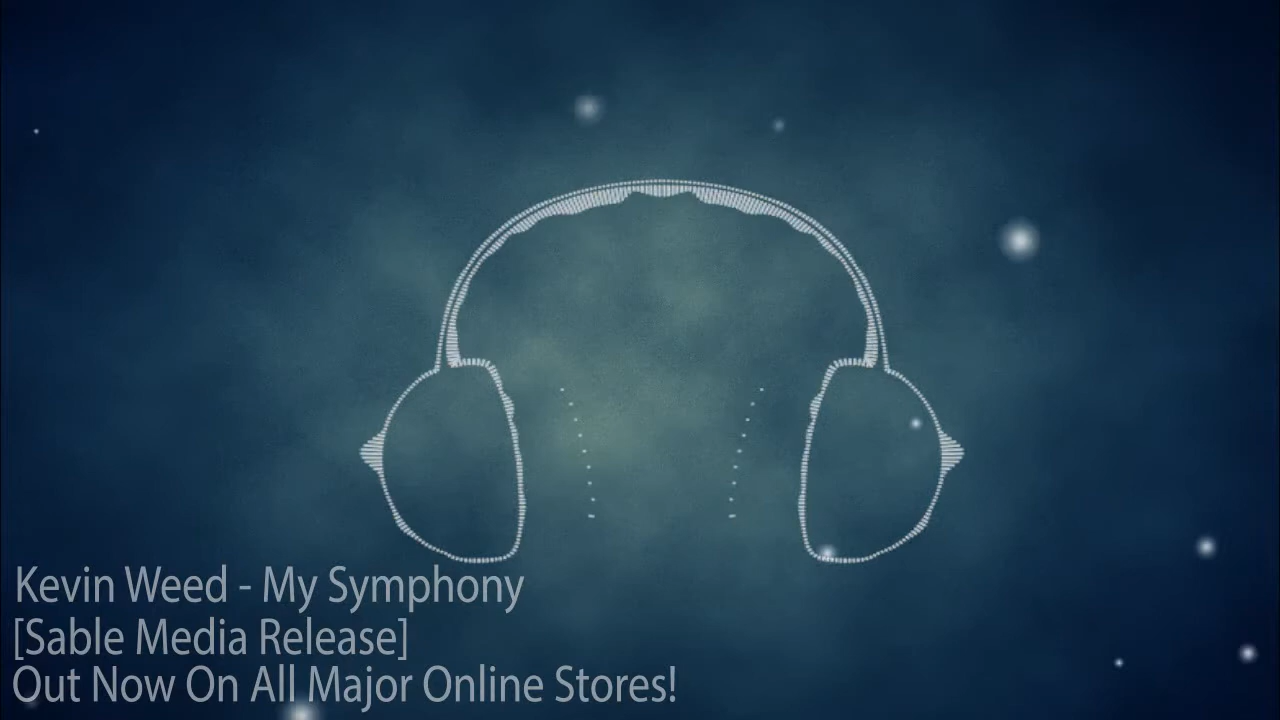 Kevin Weed - My Symphony
[Sable Media Release]
Out Now On All Major Online Stores!